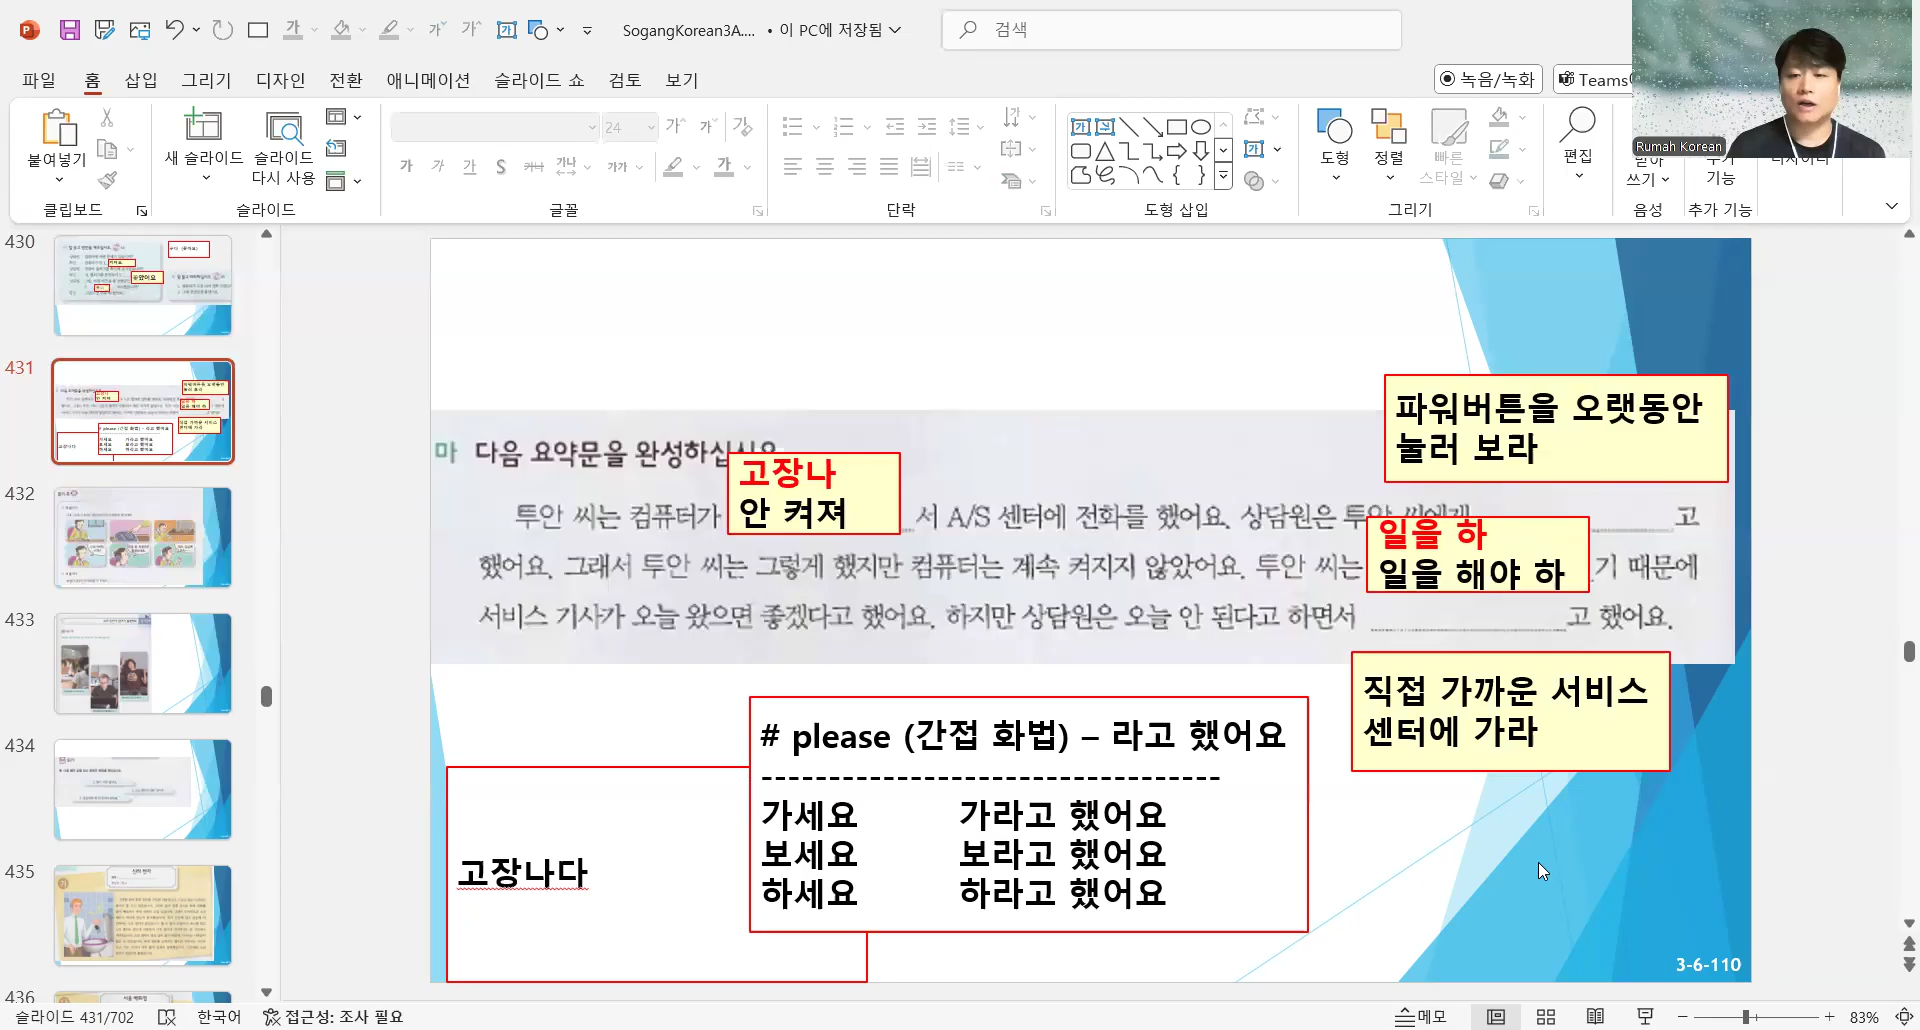 SogangKorean3A.... • 이 PC에 저장됨
검색
파일 홈 삽입 그리기 디자인 전환 애니메이션 슬라이드 쇼 검토 보기
녹음/녹화
Teams
Rumah Korean
붙여넣기
새 슬라이드
슬라이드
다시 사용
24
도형
정렬
빠른
스타일
편집
받아
쓰기
추가
기능
디자이너
클립보드 슬라이드 글꼴 단락 도형 삽입 그리기 음성 추가 기능
430
431
432
433
434
435
436
파워버튼을 오랫동안
눌러 보라
마 다음 요약문을 완성하십시오
고장나
안 켜져
투안 씨는 컴퓨터가 서 A/S 센터에 전화를 했어요. 상담원은 투안 씨에게 고
일을 하
일을 해야 하
했어요. 그래서 투안 씨는 그렇게 했지만 컴퓨터는 계속 켜지지 않았어요. 투안 씨는 기 때문에
서비스 기사가 오늘 왔으면 좋겠다고 했어요. 하지만 상담원은 오늘 안 된다고 하면서 고 했어요.
직접 가까운 서비스
센터에 가라
# please (간접 화법) – 라고 했어요
----------------------------------
가세요 가라고 했어요
보세요 보라고 했어요
하세요 하라고 했어요
고장나다
3-6-110
슬라이드 431/702 한국어 접근성: 조사 필요 메모 83%